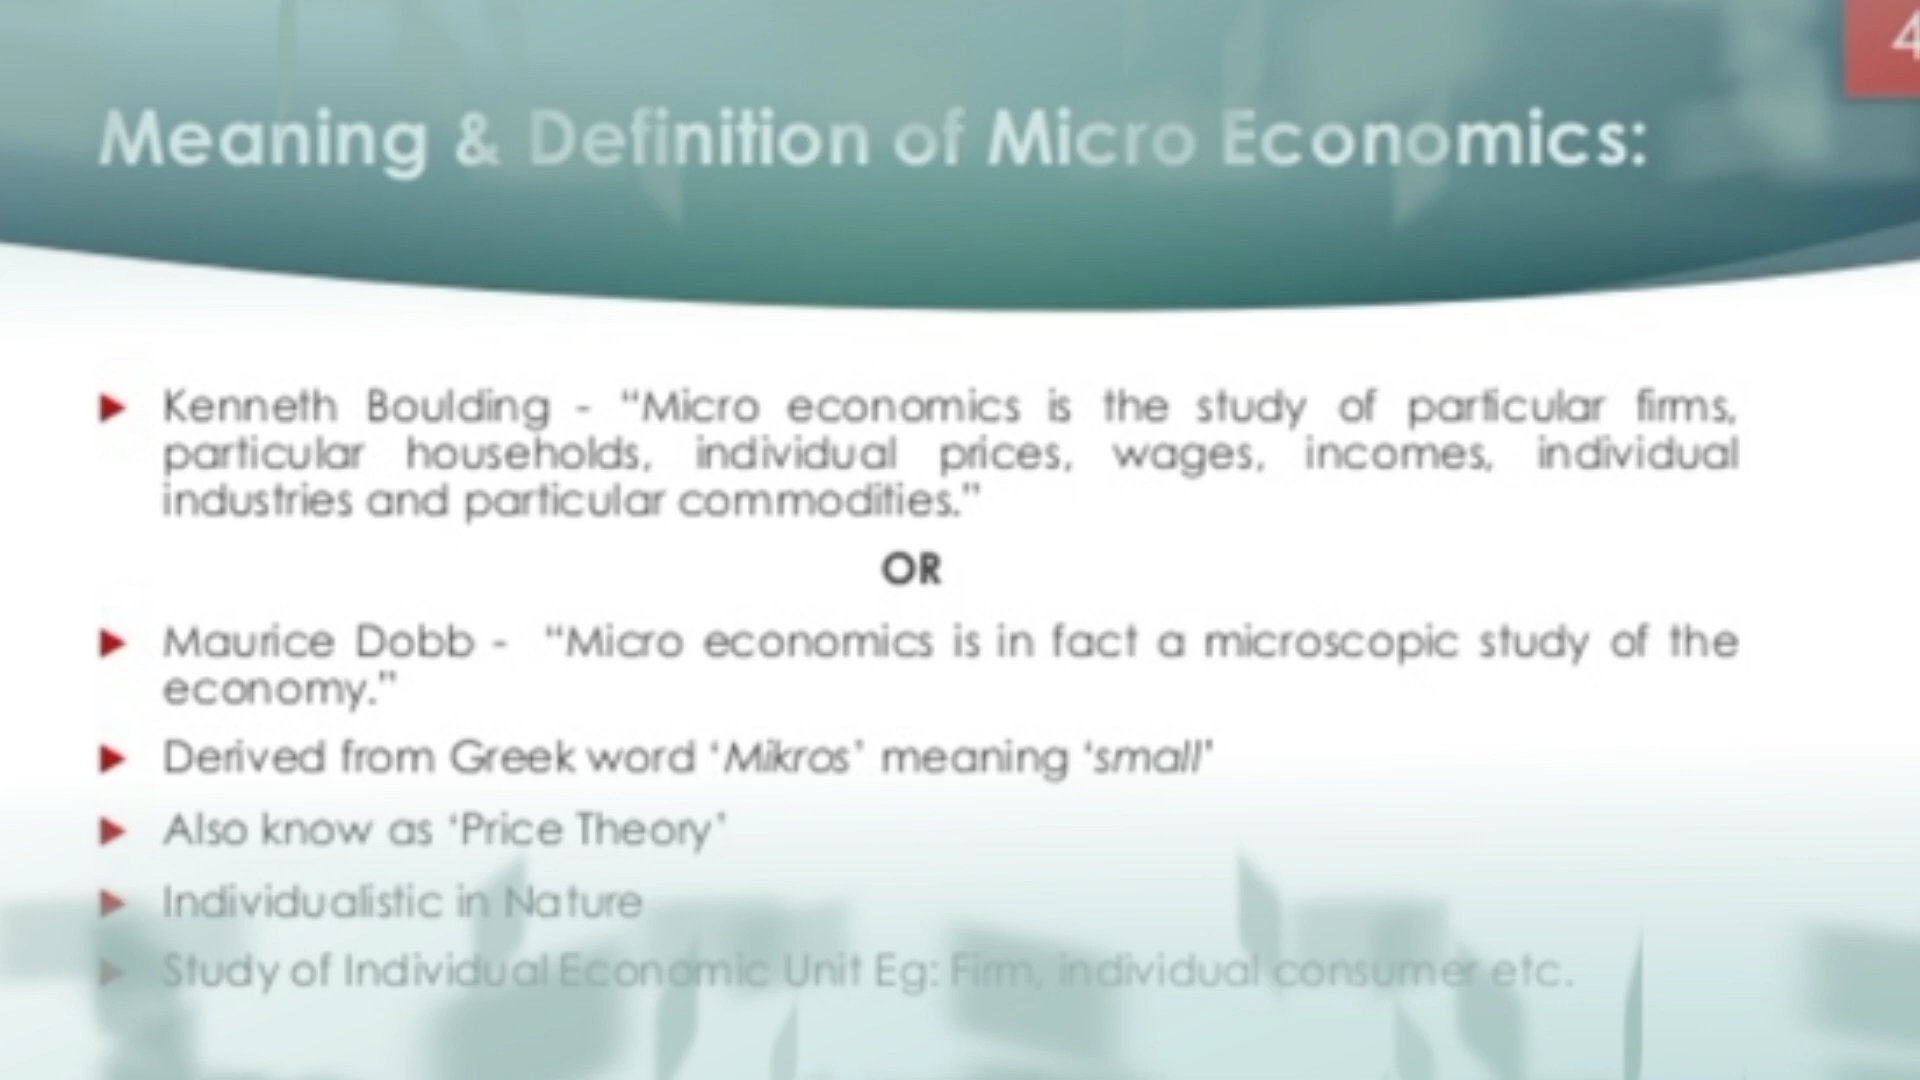 4
Meaning & Definition of Micro Economics:
Kenneth Boulding - “Micro economics is the study of particular firms,
particular households, individual prices, wages, incomes, individual
industries and particular commodities.”
OR
Maurice Dobb - “Micro economics is in fact a microscopic study of the
economy.”
Derived from Greek word ‘Mikros’ meaning ‘small’
Also know as ‘Price Theory’
Individualistic in Nature
Study of Individual Economic Unit Eg: Firm, individual consumer etc.